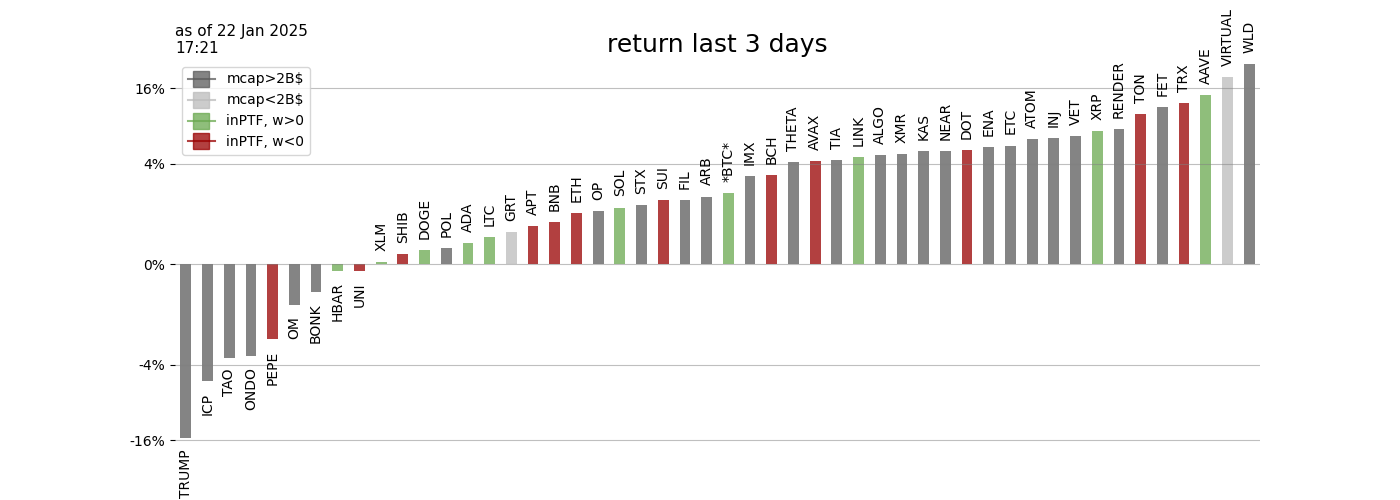 as of 22 Jan 2025
17:21
return last 3 days
mcap>2B$
mcap<2B$
inPTF, w>0
inPTF, w<0
16%
4%
0%
-4%
-16%
TRUMP
ICP
TAO
ONDO
PEPE
OM
BONK
HBAR
UNI
XLM
SHIB
DOGE
POL
ADA
LTC
GRT
APT
BNB
ETH
OP
SOL
STX
SUI
FIL
ARB
*BTC*
IMX
BCH
THETA
AVAX
TIA
LINK
ALGO
XMR
KAS
NEAR
DOT
ENA
ETC
ATOM
INJ
VET
XRP
RENDER
TON
FET
TRX
AAVE
VIRTUAL
WLD